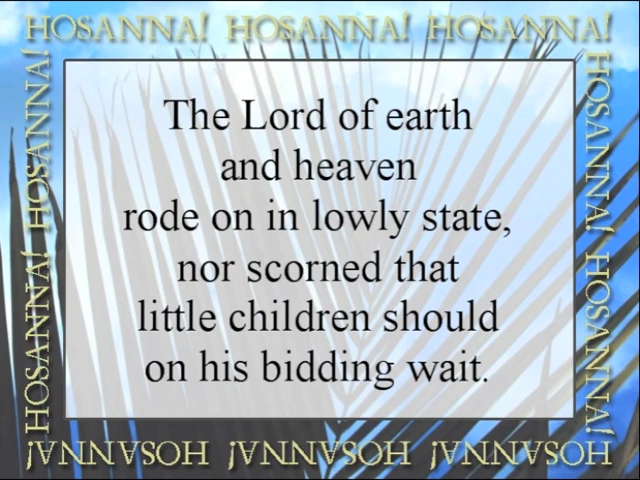 HOSANNA! HOSANNA! HOSANNA!
HOSANNA! HOSANNA!
The Lord of earth
and heaven
rode on in lowly state,
nor scorned that
little children should
on his bidding wait.
HOSANNA! HOSANNA!
HOSANNA! HOSANNA! HOSANNA!